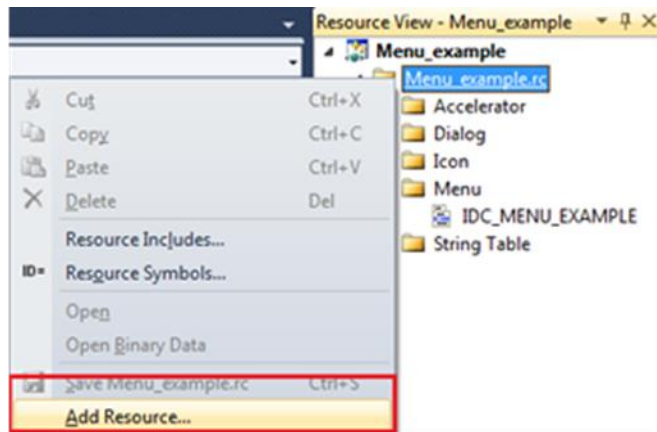 Resource View - Menu_example
Menu_example
Menu_example.rc
Accelerator
Dialog
Icon
Menu
IDC_MENU_EXAMPLE
String Table
Cut Ctrl+X
Copy Ctrl+C
Paste Ctrl+V
Delete Del
Resource Includes...
ID= Resource Symbols...
Open
Open Binary Data
Save Menu_example.rc Ctrl+S
Add Resource...